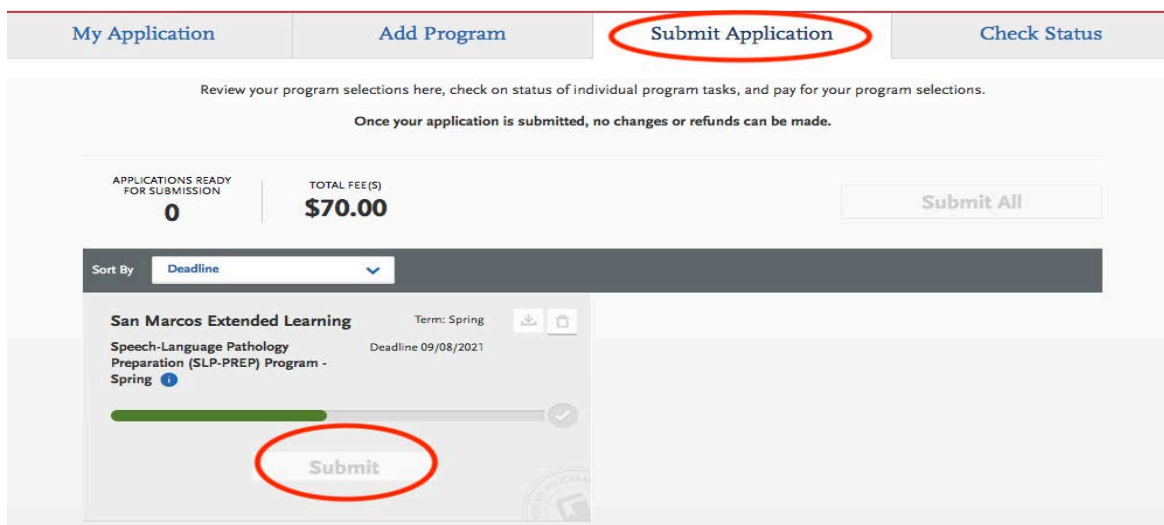 My Application
Add Program
Submit Application
Check Status
Review your program selections here, check on status of individual program tasks, and pay for your program selections.
Once your application is submitted, no changes or refunds can be made.
APPLICATIONS READY
FOR SUBMISSION
0
TOTAL FEE(S)
$70.00
Submit All
Sort By
Deadline
San Marcos Extended Learning
Term: Spring
Speech-Language Pathology
Preparation (SLP-PREP) Program -
Spring
Deadline 09/08/2021
Submit